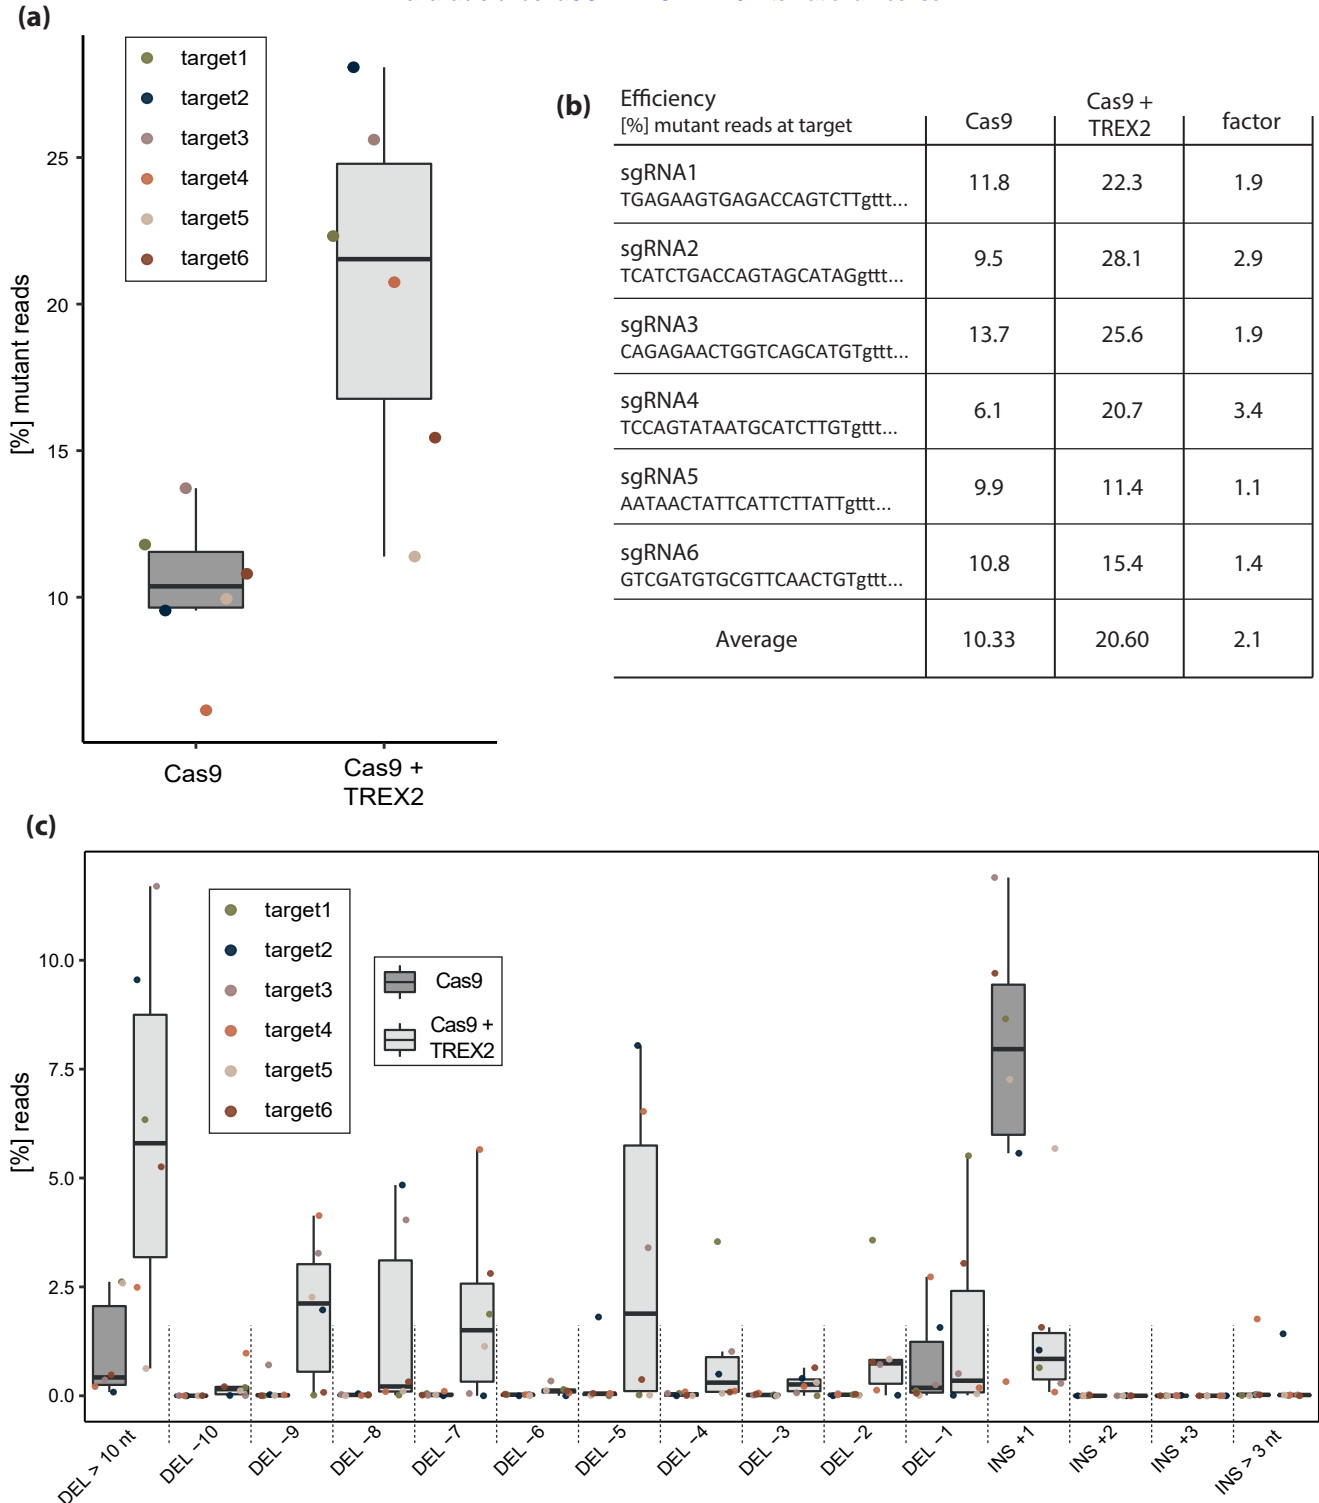 (a)
target1
target2
target3
target4
target5
target6
[%] mutant reads
25
20
15
10
Cas9
Cas9 +
TREX2
(b)
Efficiency
[%] mutant reads at target
Cas9
Cas9 +
TREX2
factor
sgRNA1
TGAGAAGTGAGACCAGTCTTgttt...
11.8
22.3
1.9
sgRNA2
TCATCTGACCAGTAGCATAGgttt...
9.5
28.1
2.9
sgRNA3
CAGAGAACTGGTCAGCATGTgttt...
13.7
25.6
1.9
sgRNA4
TCCAGTATAATGCATCTTGTgttt...
6.1
20.7
3.4
sgRNA5
AATAACTATTCATTCTTATTgttt...
9.9
11.4
1.1
sgRNA6
GTCGATGTGCGTTCAACTGTgttt...
10.8
15.4
1.4
Average
10.33
20.60
2.1
(c)
target1
target2
target3
target4
target5
target6
Cas9
Cas9 +
TREX2
[%] reads
10.0
7.5
5.0
2.5
0.0
DEL > 10 nt
DEL −10
DEL −9
DEL −8
DEL −7
DEL −6
DEL −5
DEL −4
DEL −3
DEL −2
DEL −1
INS +1
INS +2
INS +3
INS > 3 nt